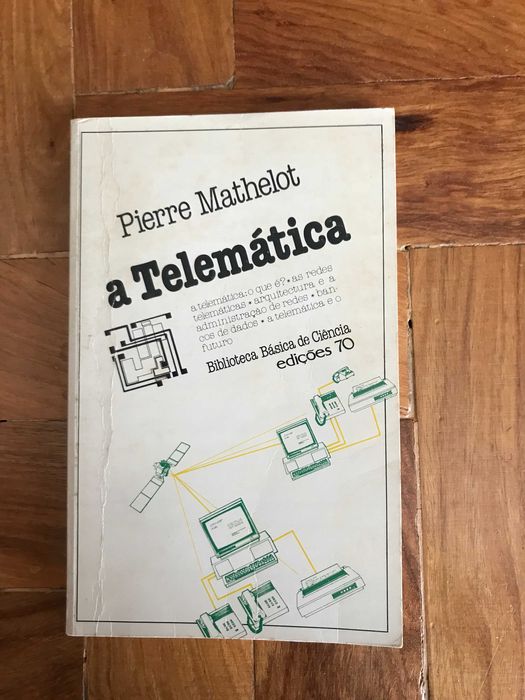 Pierre Mathelot
a Telemática
a telemática: o que é? • as redes
telemáticas • arquitectura e a
administração de redes • ban-
cos de dados • a telemática e o
futuro
Biblioteca Básica de Ciência
edições 70